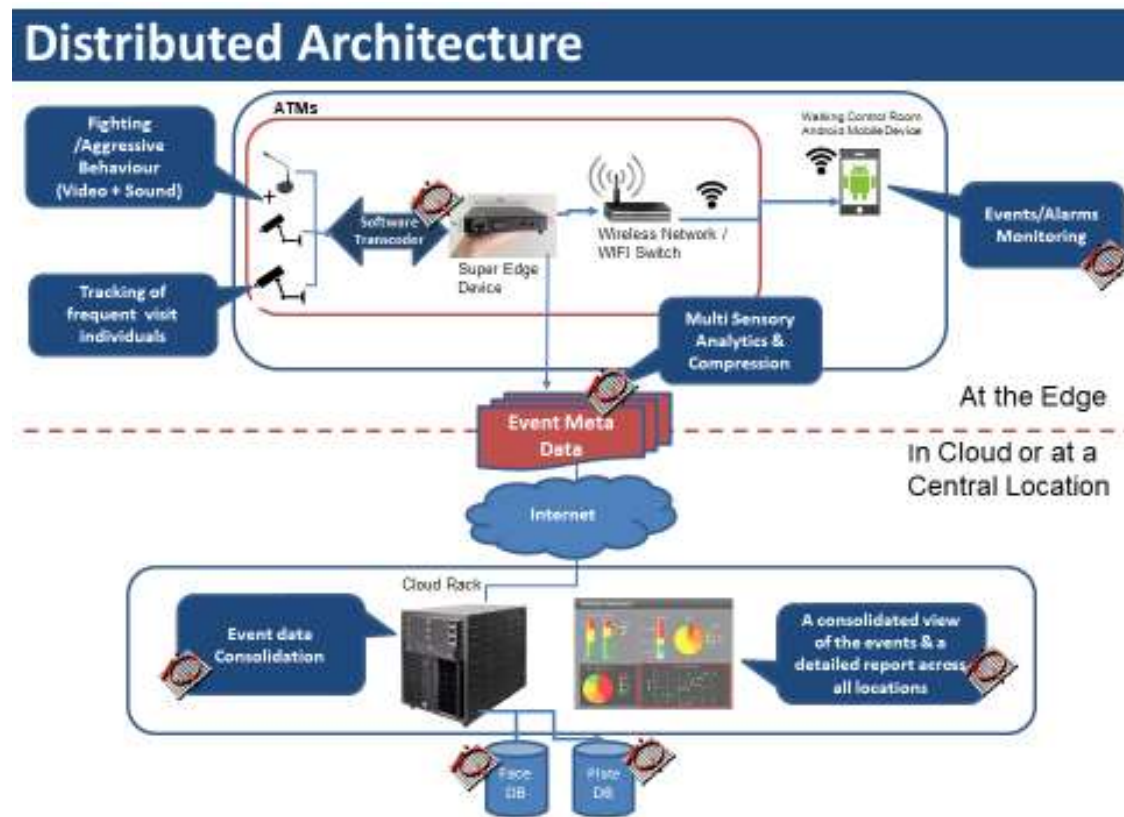 Distributed Architecture
ATMs
Fighting
/Aggressive
Behaviour
(Video + Sound)
Walking Control Room
Android Mobile Device
+
Software
Transcoder
Super Edge
Device
Wireless Network /
WIFI Switch
Events/Alarms
Monitoring
Tracking of
frequent visit
individuals
Multi Sensory
Analytics &
Compression
At the Edge
Event Meta
Data
In Cloud or at a
Central Location
Internet
Cloud Rack
Event data
Consolidation
A consolidated view
of the events & a
detailed report across
all locations
Face
DB
Plate
DB